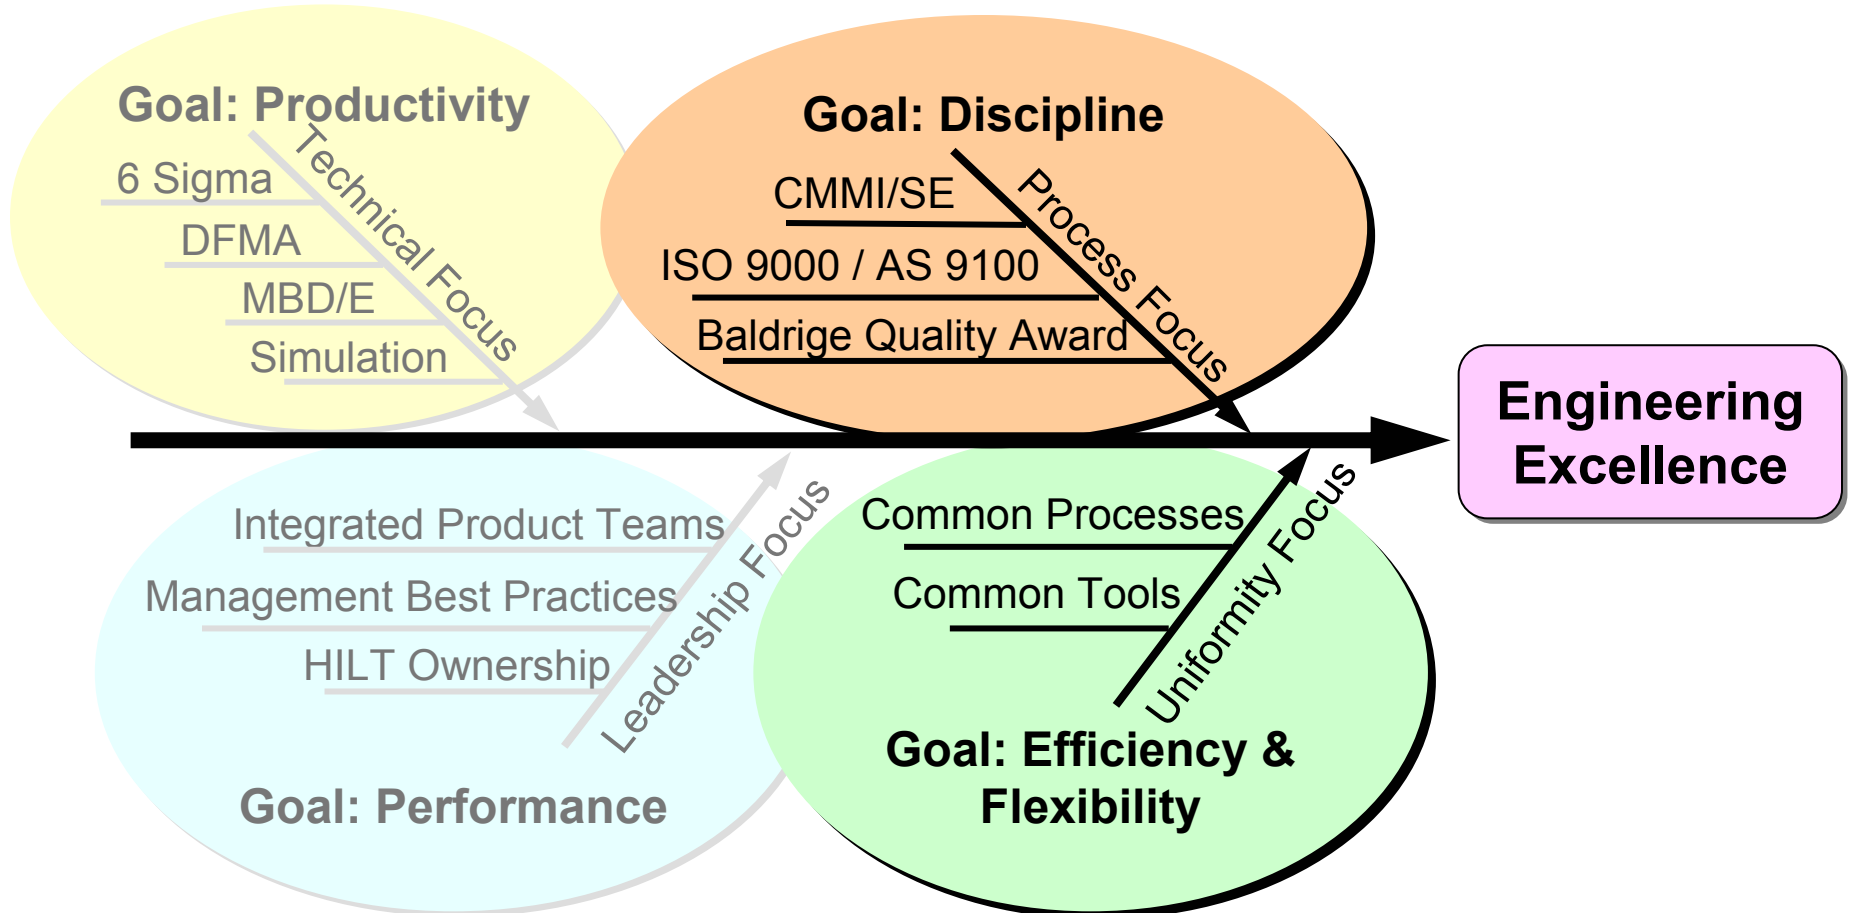 Goal: Productivity
Technical Focus
6 Sigma
DFMA
MBD/E
Simulation
Goal: Discipline
Process Focus
CMMI/SE
ISO 9000 / AS 9100
Baldrige Quality Award
Engineering
Excellence
Integrated Product Teams
Management Best Practices
HILT Ownership
Leadership Focus
Goal: Performance
Common Processes
Common Tools
Uniformity Focus
Goal: Efficiency &
Flexibility